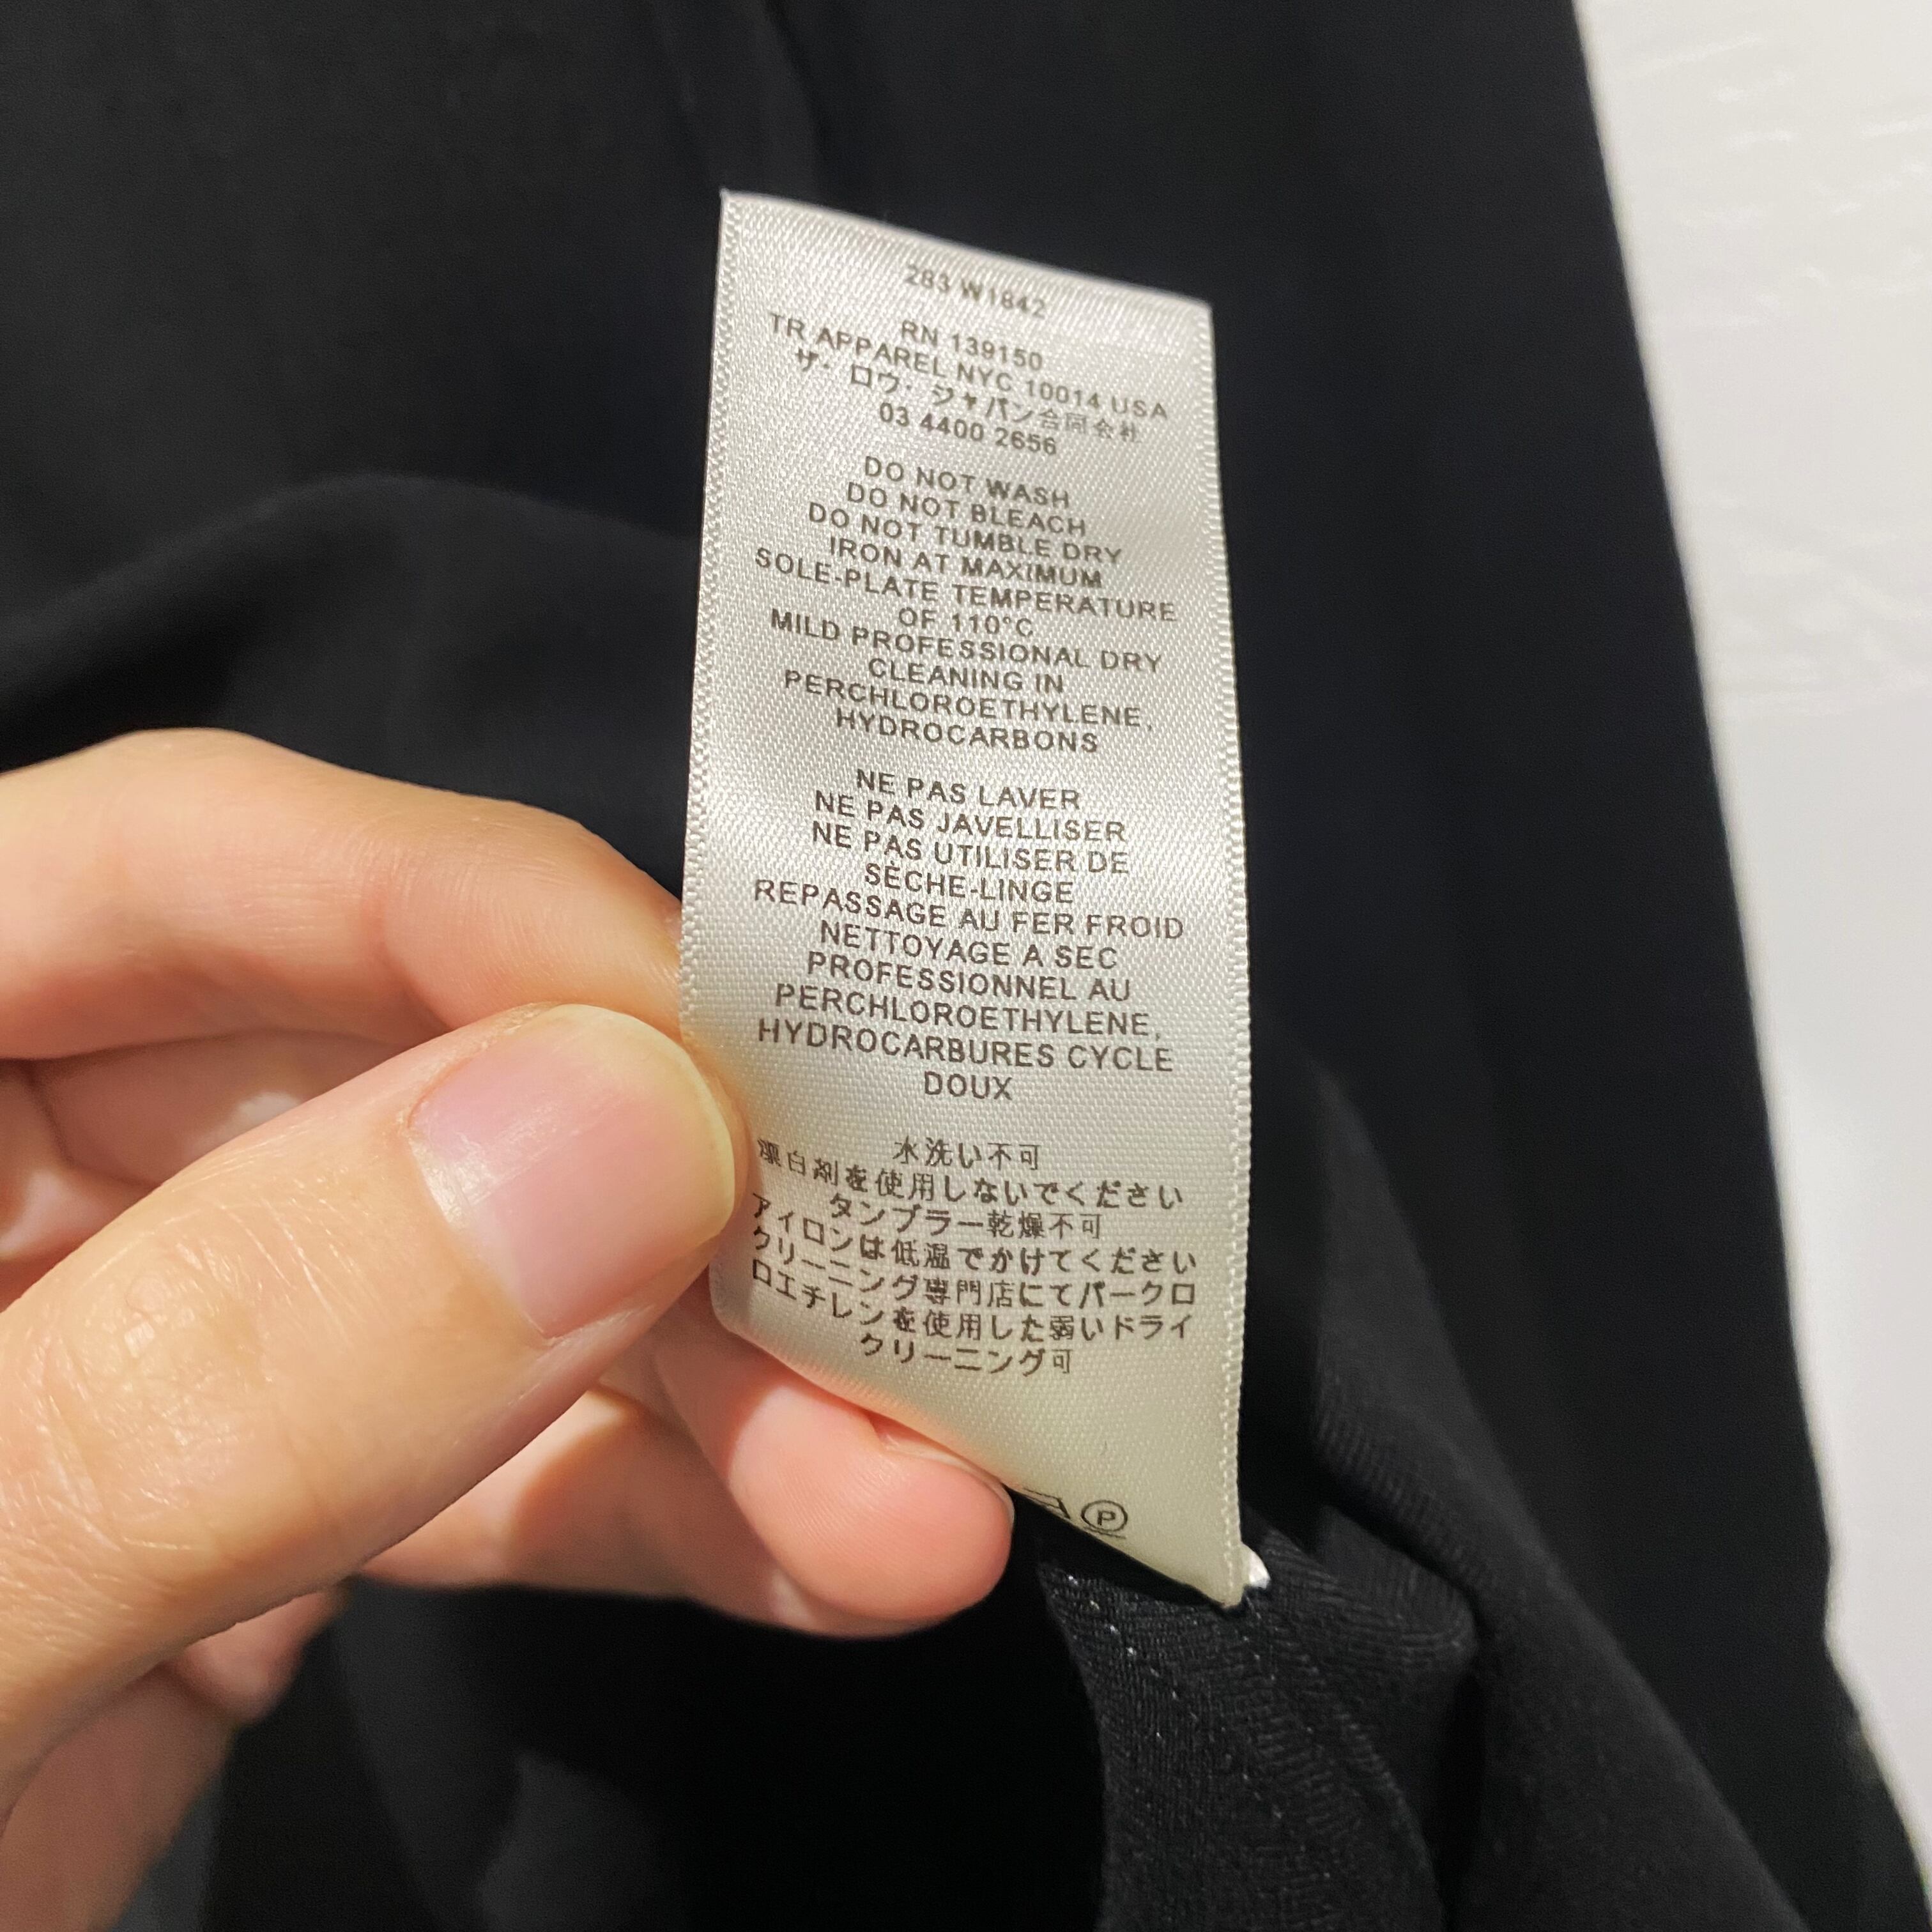 283 W1842
RN 139150
TR APPAREL NYC 10014 USA
ザ・ロウ・ジャパン合同会社
03 4400 2656
DO NOT WASH
DO NOT BLEACH
DO NOT TUMBLE DRY
IRON AT MAXIMUM
SOLE-PLATE TEMPERATURE
OF 110°C
MILD PROFESSIONAL DRY
CLEANING IN
PERCHLOROETHYLENE,
HYDROCARBONS
NE PAS LAVER
NE PAS JAVELLISER
NE PAS UTILISER DE
SÈCHE-LINGE
REPASSAGE AU FER FROID
NETTOYAGE A SEC
PROFESSIONNEL AU
PERCHLOROETHYLENE,
HYDROCARBURES CYCLE
DOUX
水洗い不可
漂白剤を使用しないでください
タンブラー乾燥不可
アイロンは低温でかけてください
クリーニング専門店にてパークロ
ロエチレンを使用した弱いドライ
クリーニング可
P